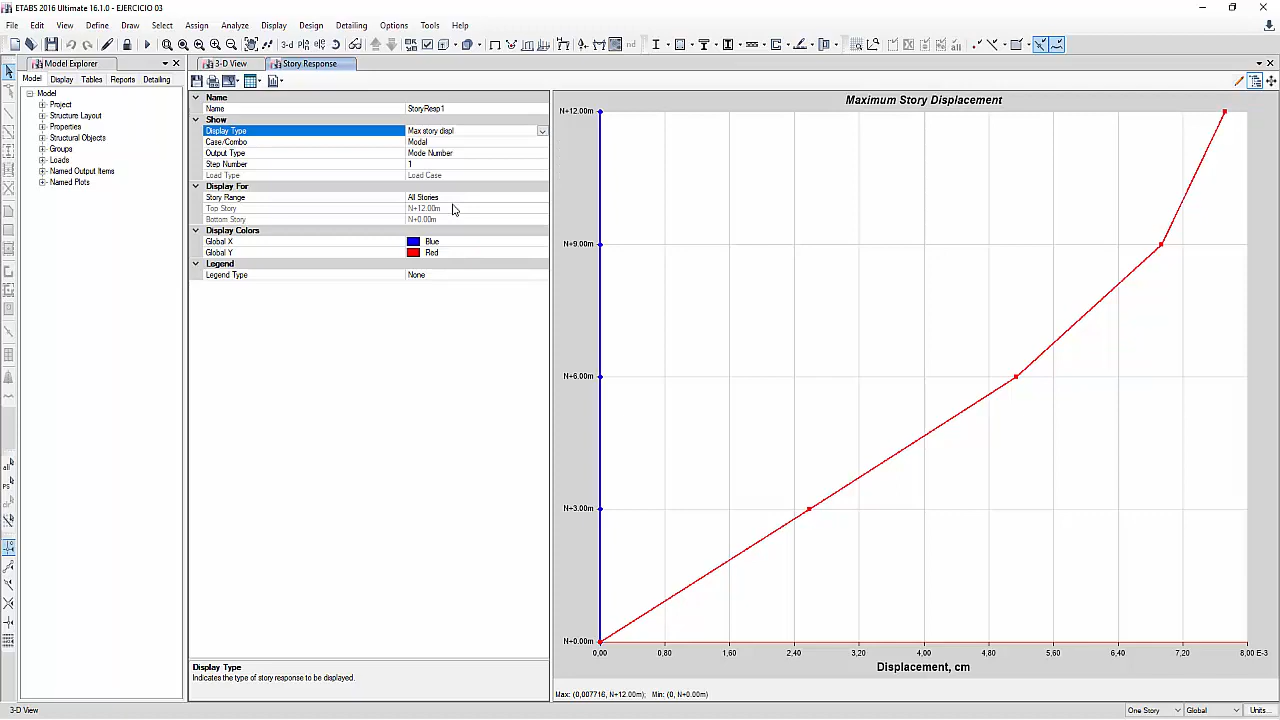 ETABS 2016 Ultimate 16.1.0 - EJERCICIO 03
File Edit View Define Draw Select Assign Analyze Display Design Detailing Options Tools Help
3-d
nd
Model Explorer
3-D View
Story Response
Model Display Tables Reports Detailing
Model
Project
Structure Layout
Properties
Structural Objects
Groups
Loads
Named Output Items
Named Plots
Name
Name StoryResp1
Show
Display Type Max story displ
Case/Combo Modal
Output Type Mode Number
Step Number 1
Load Type Load Case
Display For
Story Range All Stories
Top Story N+12.00m
Bottom Story N+0.00m
Display Colors
Global X Blue
Global Y Red
Legend
Legend Type None
Maximum Story Displacement
N+12.00m
N+9.00m
N+6.00m
N+3.00m
N+0.00m
0,00 0,80 1,60 2,40 3,20 4,00 4,80 5,60 6,40 7,20 8,00 E-3
Displacement, cm
all
PS
clr
Display Type
Indicates the type of story response to be displayed.
Max: (0,007716, N+12.00m); Min: (0, N+0.00m)
3-D View
One Story Global Units...